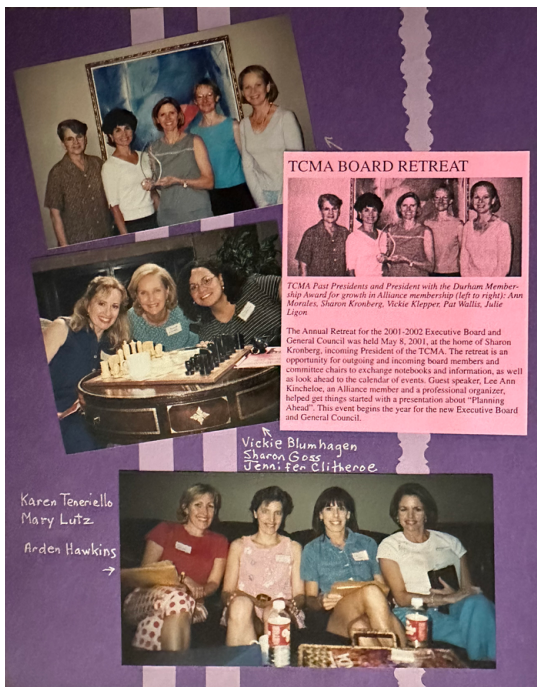 TCMA BOARD RETREAT
TCMA Past Presidents and President with the Durham Member-
ship Award for growth in Alliance membership (left to right): Ann
Morales, Sharon Kronberg, Vickie Klepper, Pat Wallis, Julie
Ligon
The Annual Retreat for the 2001-2002 Executive Board and
General Council was held May 8, 2001, at the home of Sharon
Kronberg, incoming President of the TCMA. The retreat is an
opportunity for outgoing and incoming board members and
committee chairs to exchange notebooks and information, as well
as look ahead to the calendar of events. Guest speaker, Lee Ann
Kincheloe, an Alliance member and a professional organizer,
helped get things started with a presentation about "Planning
Ahead". This event begins the year for the new Executive Board
and General Council.
Vickie Blumhagen
Sharon Goss
Jennifer Clitheroe
Karen Teneriello
Mary Lutz
Arden Hawkins